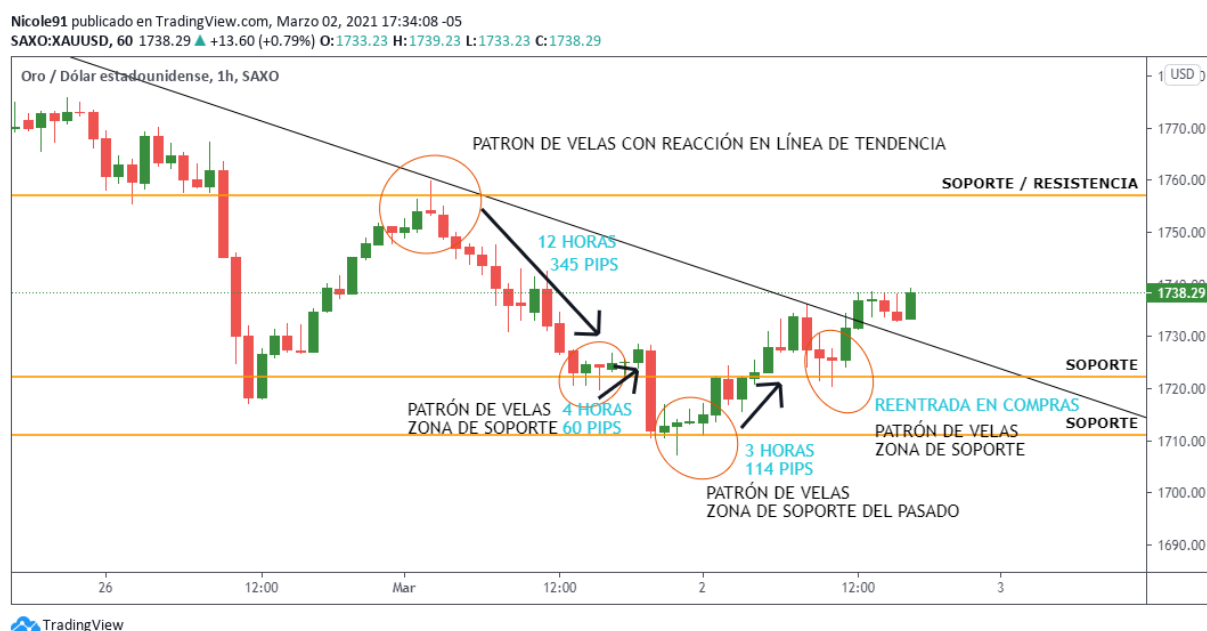 Nicole91 publicado en TradingView.com, Marzo 02, 2021 17:34:08 -05
SAXO:XAUUSD, 60 1738.29 ▲ +13.60 (+0.79%) O:1733.23 H:1739.23 L:1733.23 C:1738.29
Oro / Dólar estadounidense, 1h, SAXO
USD
1770.00
PATRON DE VELAS CON REACCIÓN EN LÍNEA DE TENDENCIA
SOPORTE / RESISTENCIA
1760.00
1750.00
12 HORAS
345 PIPS
1738.29
1730.00
SOPORTE
1720.00
PATRÓN DE VELAS
ZONA DE SOPORTE
4 HORAS
60 PIPS
REENTRADA EN COMPRAS
SOPORTE
PATRÓN DE VELAS
ZONA DE SOPORTE
1710.00
3 HORAS
114 PIPS
PATRÓN DE VELAS
ZONA DE SOPORTE DEL PASADO
1700.00
1690.00
26 12:00 Mar 12:00 2 12:00 3
TradingView